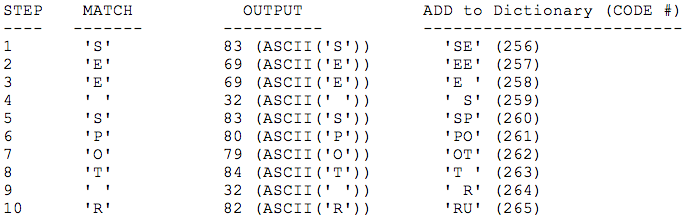 STEP MATCH OUTPUT ADD to Dictionary (CODE #)
---- ------- ---------- --------------------------
1 'S' 83 (ASCII('S')) 'SE' (256)
2 'E' 69 (ASCII('E')) 'EE' (257)
3 'E' 69 (ASCII('E')) 'E ' (258)
4 ' ' 32 (ASCII(' ')) ' S' (259)
5 'S' 83 (ASCII('S')) 'SP' (260)
6 'P' 80 (ASCII('P')) 'PO' (261)
7 'O' 79 (ASCII('O')) 'OT' (262)
8 'T' 84 (ASCII('T')) 'T ' (263)
9 ' ' 32 (ASCII(' ')) ' R' (264)
10 'R' 82 (ASCII('R')) 'RU' (265)